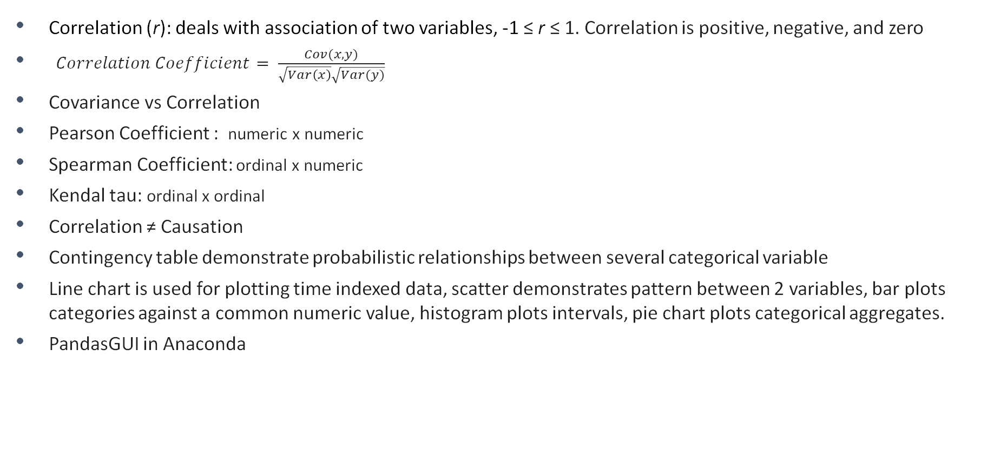 • Correlation (r): deals with association of two variables, -1 ≤ r ≤ 1. Correlation is positive, negative, and zero
• Correlation Coefficient = Cov(x,y) / √Var(x)√Var(y)
• Covariance vs Correlation
• Pearson Coefficient : numeric x numeric
• Spearman Coefficient: ordinal x numeric
• Kendal tau: ordinal x ordinal
• Correlation ≠ Causation
• Contingency table demonstrate probabilistic relationships between several categorical variable
• Line chart is used for plotting time indexed data, scatter demonstrates pattern between 2 variables, bar plots
categories against a common numeric value, histogram plots intervals, pie chart plots categorical aggregates.
• PandasGUI in Anaconda